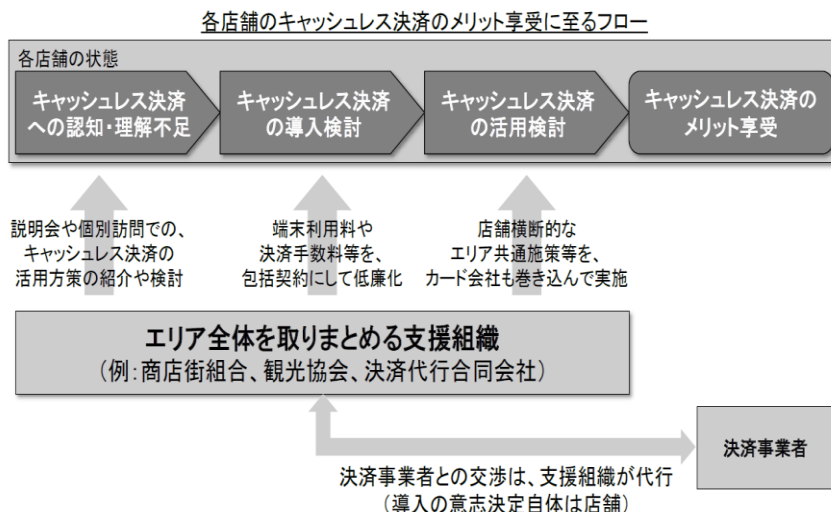 各店舗のキャッシュレス決済のメリット享受に至るフロー
各店舗の状態
キャッシュレス決済
への認知・理解不足
キャッシュレス決済
の導入検討
キャッシュレス決済
の活用検討
キャッシュレス決済の
メリット享受
説明会や個別訪問での、
キャッシュレス決済の
活用方策の紹介や検討
端末利用料や
決済手数料等を、
包括契約にして低廉化
店舗横断的な
エリア共通施策等を、
カード会社も巻き込んで実施
エリア全体を取りまとめる支援組織
（例：商店街組合、観光協会、決済代行合同会社）
決済事業者
決済事業者との交渉は、支援組織が代行
（導入の意志決定自体は店舗）